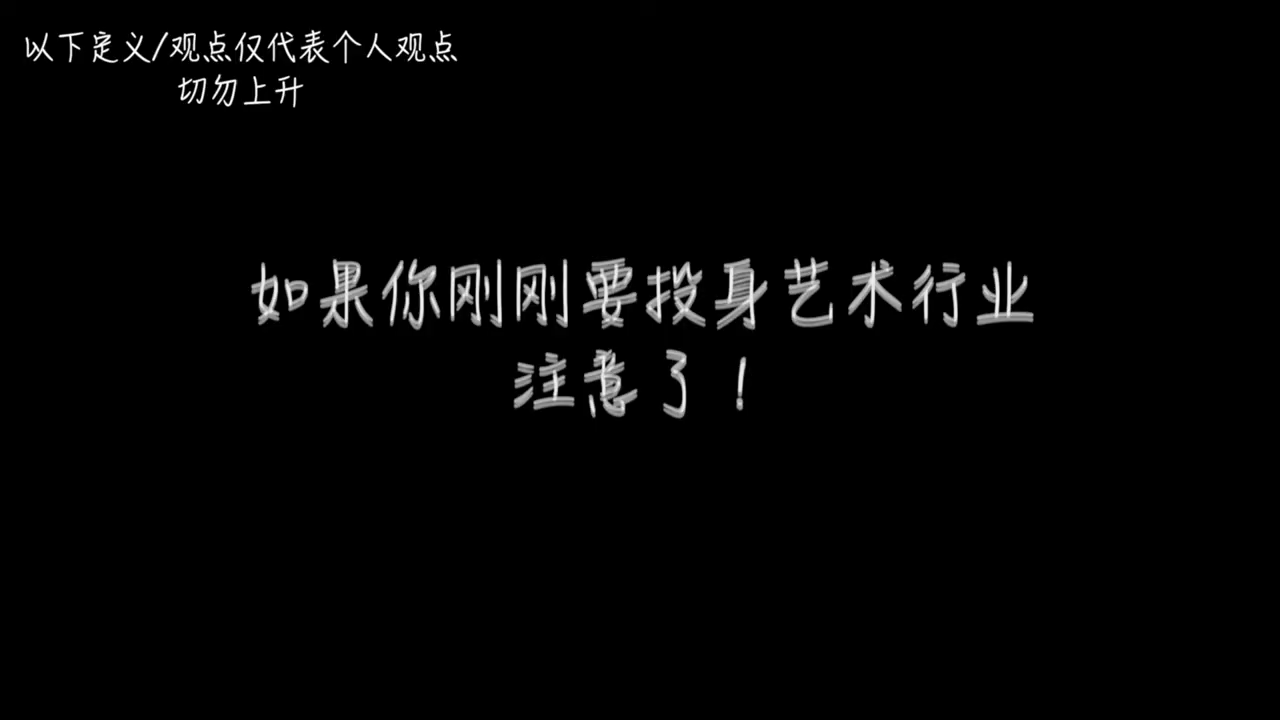 以下定义/观点仅代表个人观点
切勿上升
如果你刚刚要投身艺术行业
注意了！